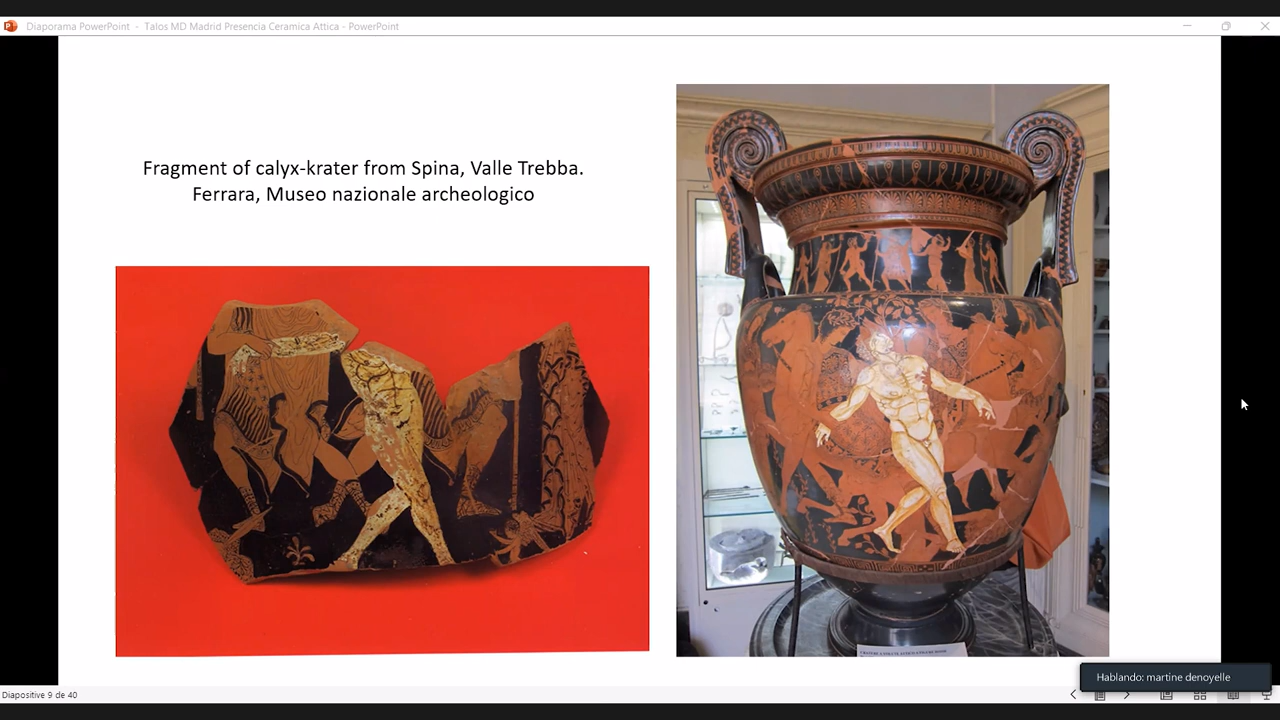 Diaporama PowerPoint - Talos MD Madrid Presencia Ceramica Attica - PowerPoint
Fragment of calyx-krater from Spina, Valle Trebba.
Ferrara, Museo nazionale archeologico
Hablando: martine denoyelle
Diapositive 9 de 40